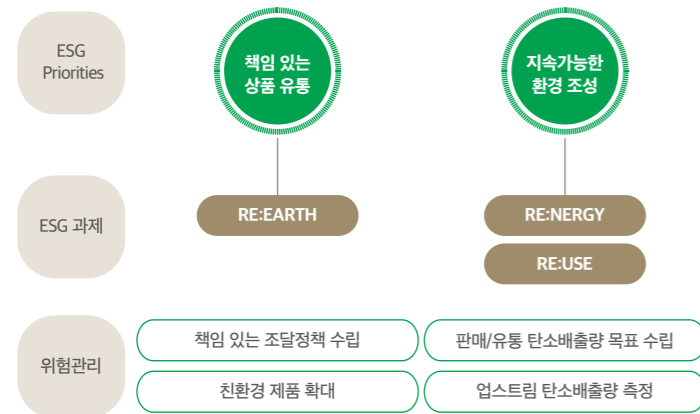 ESG
Priorities
책임 있는
상품 유통
지속가능한
환경 조성
ESG 과제
RE:EARTH
RE:NERGY
RE:USE
위험관리
책임 있는 조달정책 수립
판매/유통 탄소배출량 목표 수립
친환경 제품 확대
업스트림 탄소배출량 측정